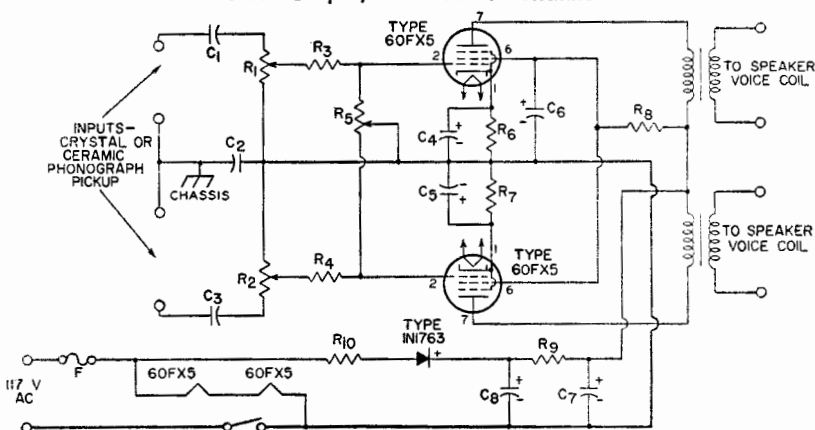 TYPE
60FX5
7
C1
R1
R3
2
6
1
R5
C4
+
-
R6
+
-
C6
R8
TO SPEAKER
VOICE COIL
INPUTS-
CRYSTAL OR
CERAMIC
PHONOGRAPH
PICKUP
C2
CHASSIS
C5
-
+
R7
R2
R4
2
1
6
TYPE
60FX5
7
TO SPEAKER
VOICE COIL
C3
TYPE
1N1763
R10
+
R9
117 V
AC
F
60FX5
60FX5
C8
+
-
C7
+
-